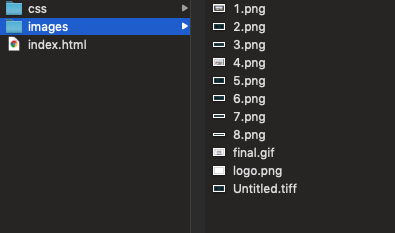 css
images
index.html
1.png
2.png
3.png
4.png
5.png
6.png
7.png
8.png
final.gif
logo.png
Untitled.tiff